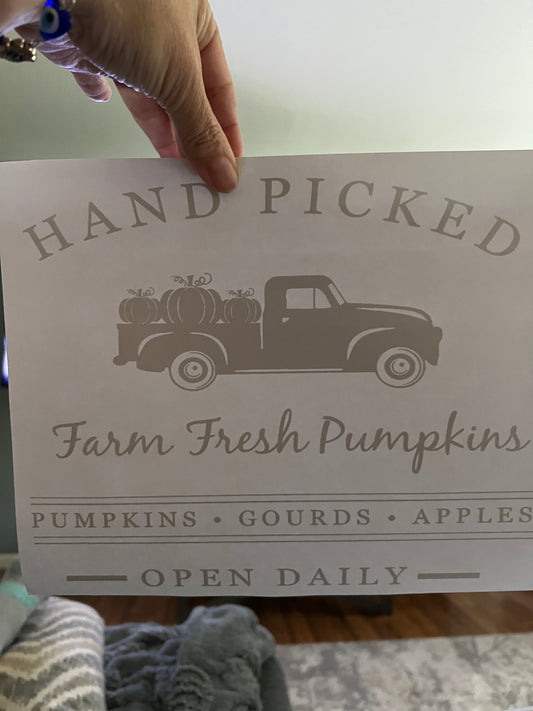 HAND PICKED
Farm Fresh Pumpkins
PUMPKINS • GOURDS • APPLES
OPEN DAILY